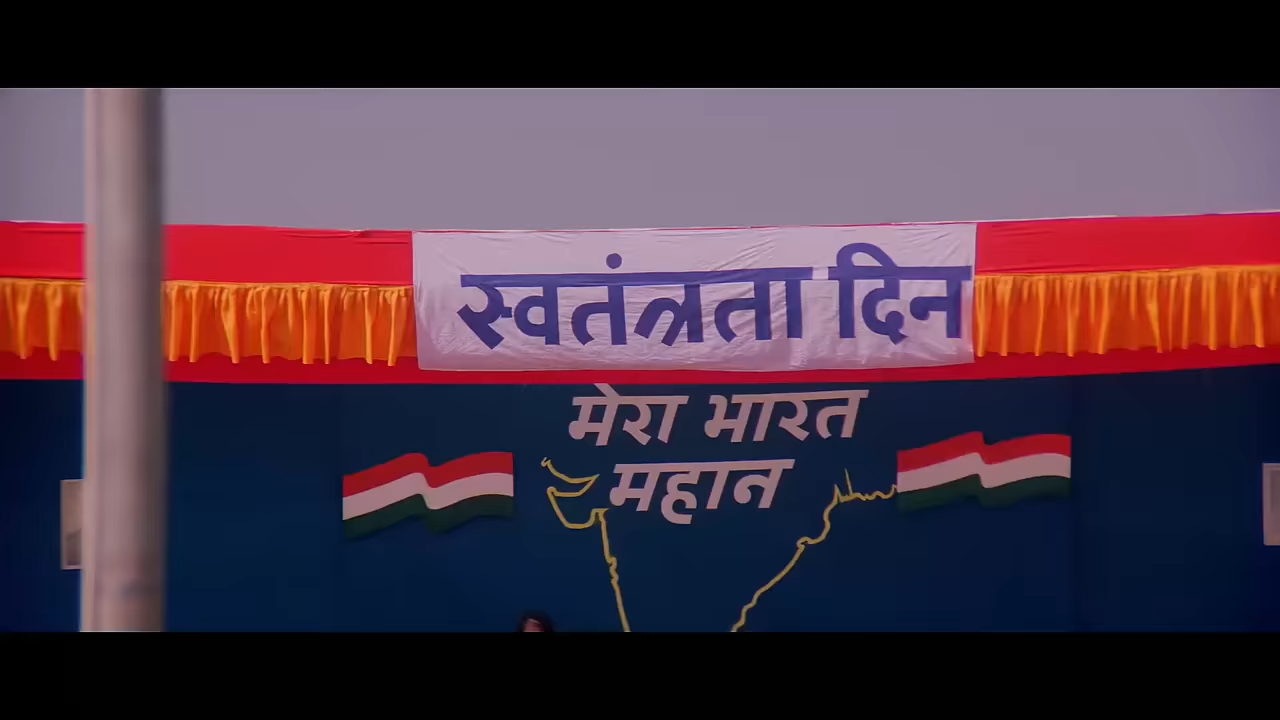 स्वतंत्रता दिन
मेरा भारत
महान